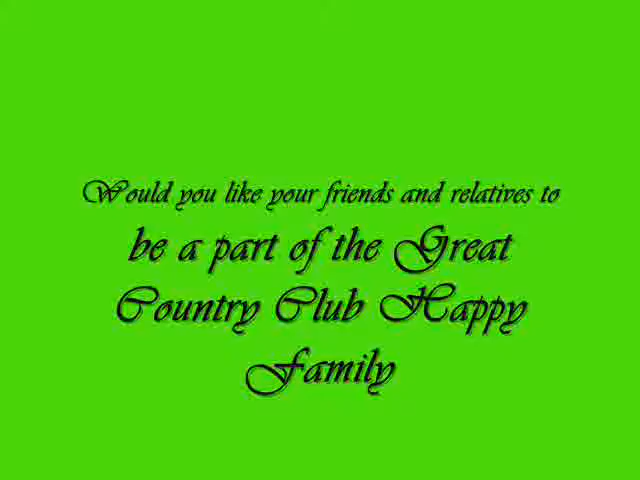 Would you like your friends and relatives to
be a part of the Great
Country Club Happy
Family